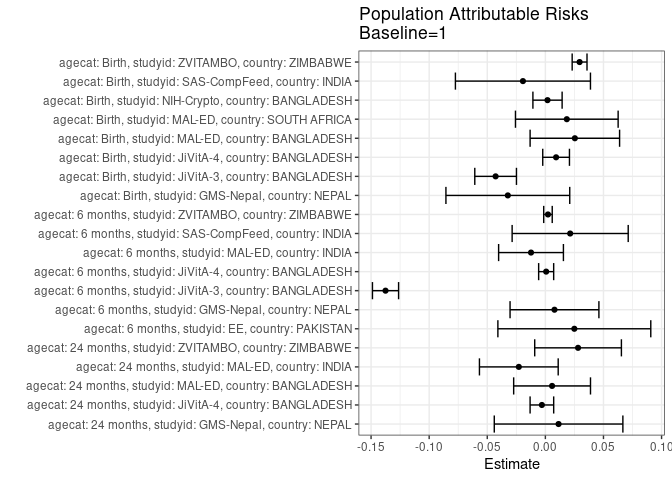 Population Attributable Risks
Baseline=1
agecat: Birth, studyid: ZVITAMBO, country: ZIMBABWE
agecat: Birth, studyid: SAS-CompFeed, country: INDIA
agecat: Birth, studyid: NIH-Crypto, country: BANGLADESH
agecat: Birth, studyid: MAL-ED, country: SOUTH AFRICA
agecat: Birth, studyid: MAL-ED, country: BANGLADESH
agecat: Birth, studyid: JiVitA-4, country: BANGLADESH
agecat: Birth, studyid: JiVitA-3, country: BANGLADESH
agecat: Birth, studyid: GMS-Nepal, country: NEPAL
agecat: 6 months, studyid: ZVITAMBO, country: ZIMBABWE
agecat: 6 months, studyid: SAS-CompFeed, country: INDIA
agecat: 6 months, studyid: MAL-ED, country: INDIA
agecat: 6 months, studyid: JiVitA-4, country: BANGLADESH
agecat: 6 months, studyid: JiVitA-3, country: BANGLADESH
agecat: 6 months, studyid: GMS-Nepal, country: NEPAL
agecat: 6 months, studyid: EE, country: PAKISTAN
agecat: 24 months, studyid: ZVITAMBO, country: ZIMBABWE
agecat: 24 months, studyid: MAL-ED, country: INDIA
agecat: 24 months, studyid: MAL-ED, country: BANGLADESH
agecat: 24 months, studyid: JiVitA-4, country: BANGLADESH
agecat: 24 months, studyid: GMS-Nepal, country: NEPAL
-0.15 -0.10 -0.05 0.00 0.05 0.10
Estimate